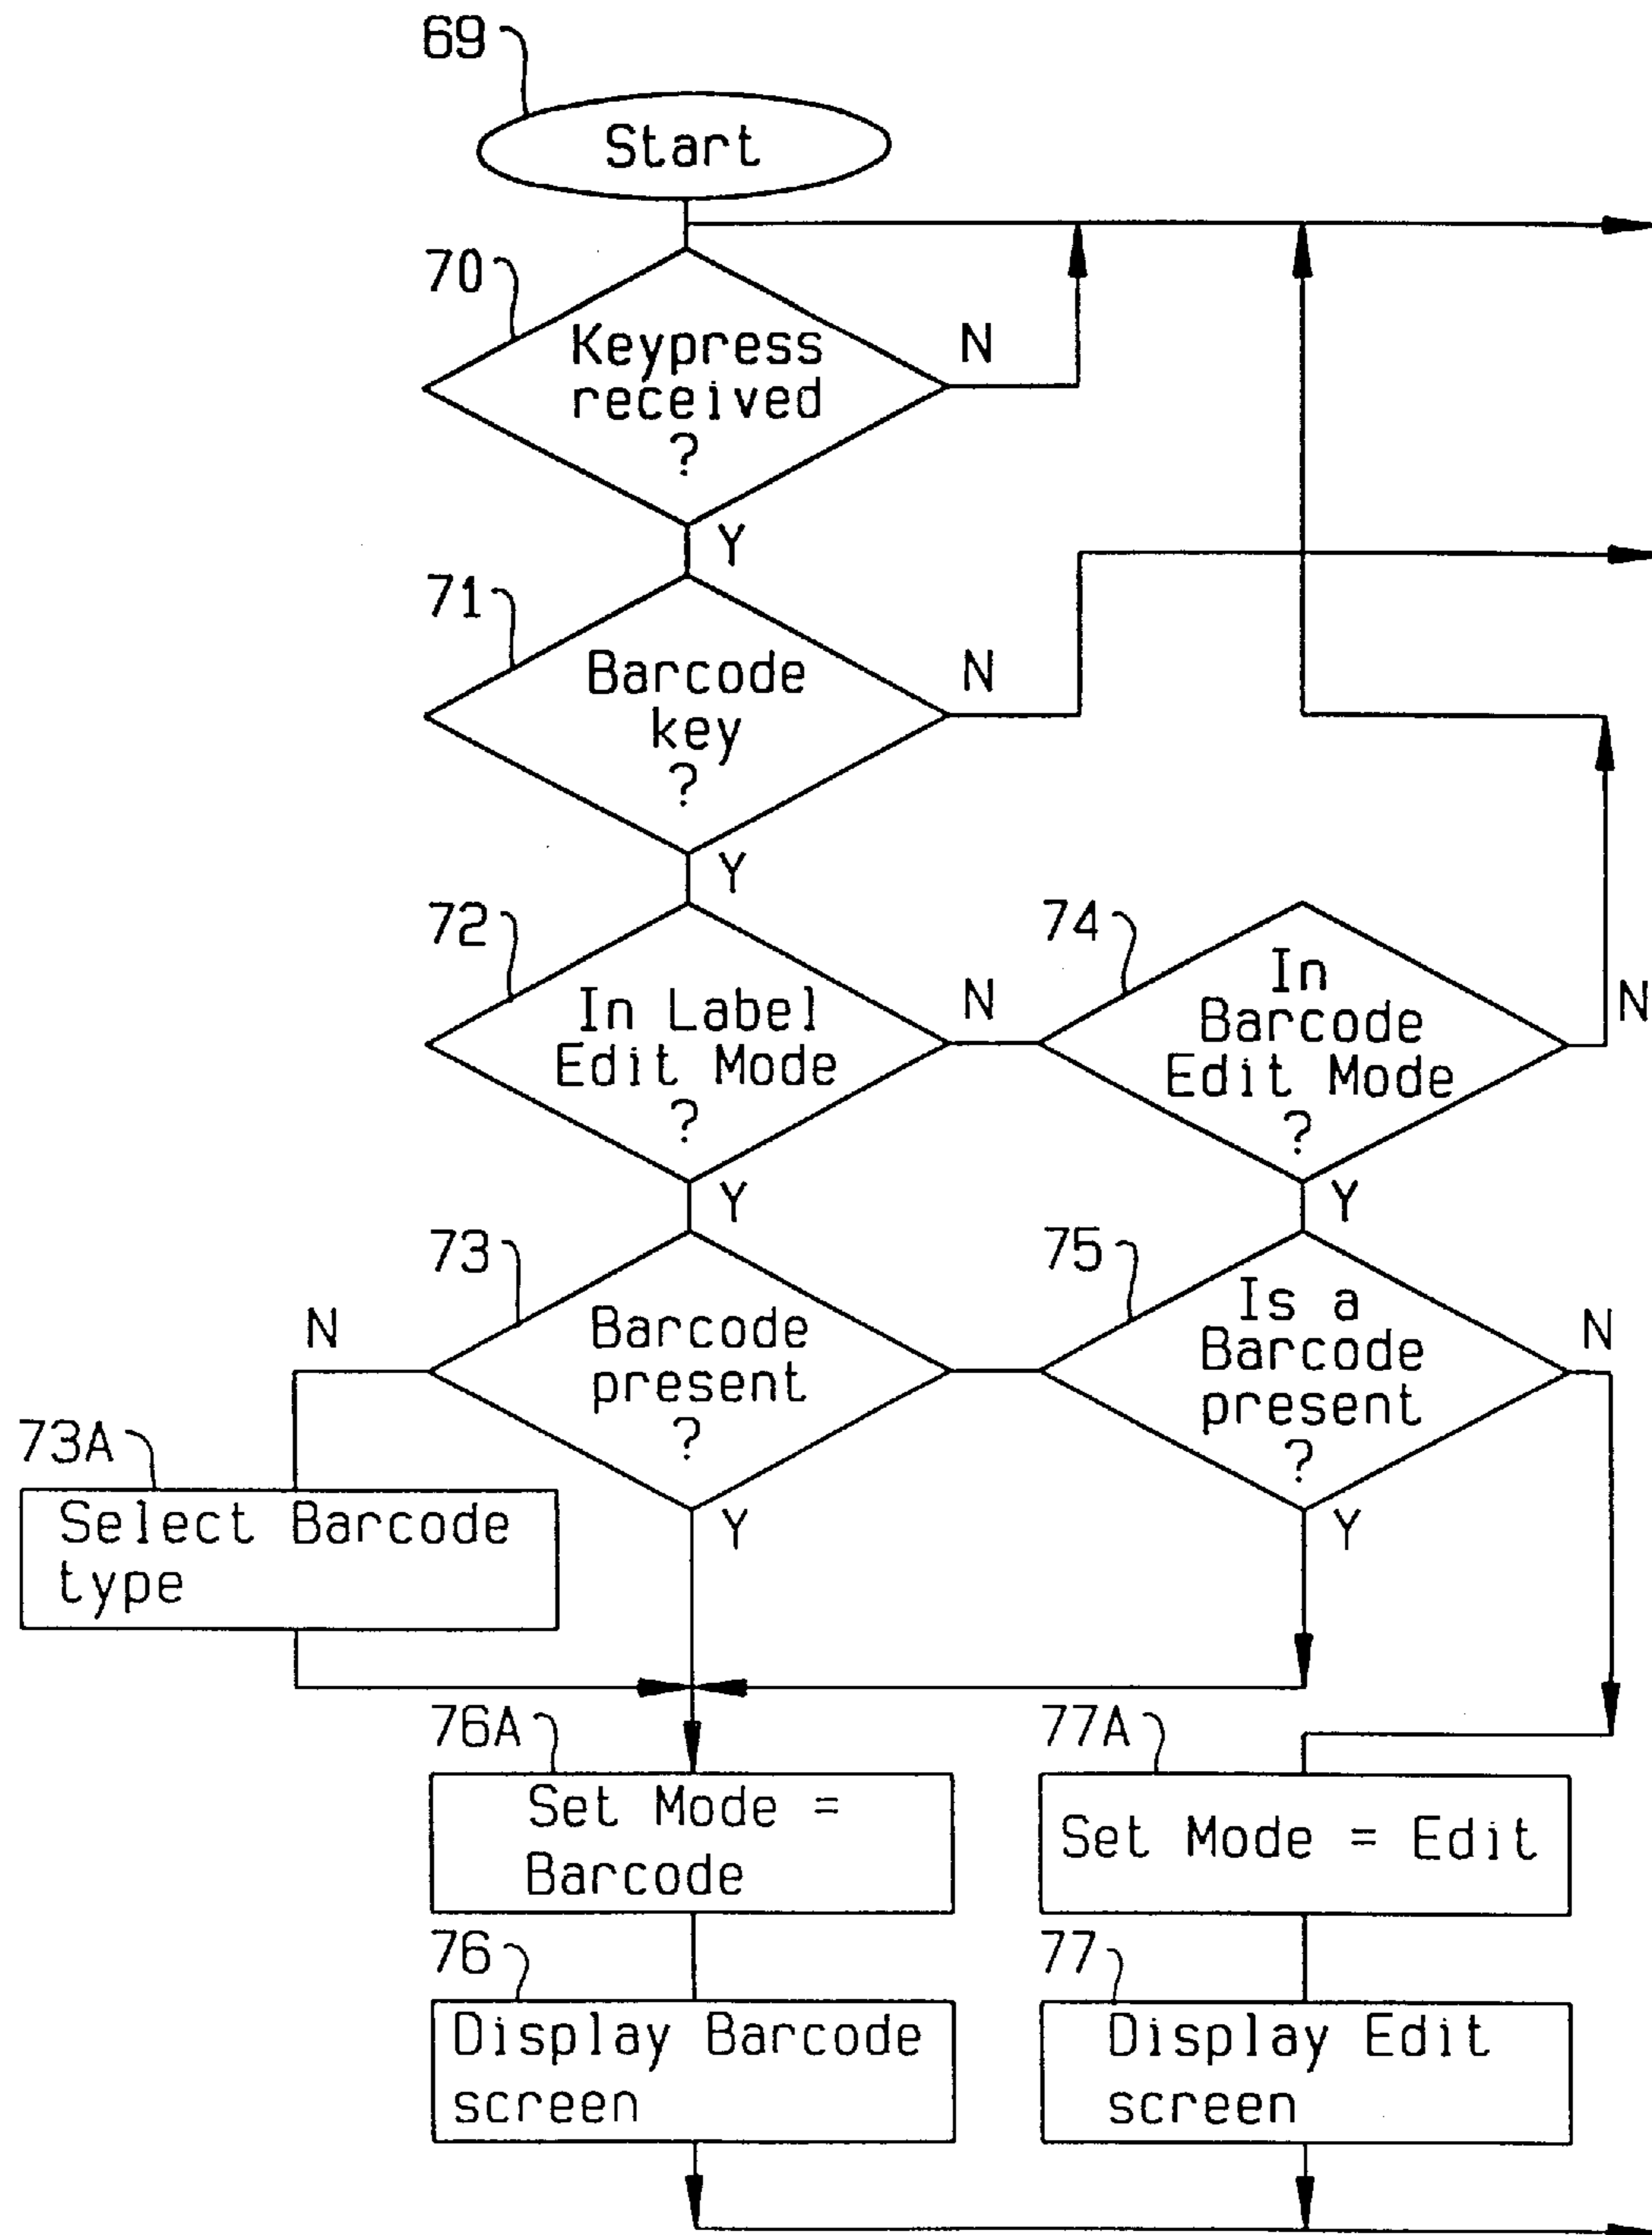 69
Start
70
Keypress
received
?
N
Y
71
Barcode
key
?
N
Y
72
In Label
Edit Mode
?
N
Y
74
In
Barcode
Edit Mode
?
N
Y
73
Barcode
present
?
N
Y
75
Is a
Barcode
present
?
N
Y
73A
Select Barcode
type
76A
Set Mode =
Barcode
77A
Set Mode = Edit
76
Display Barcode
screen
77
Display Edit
screen